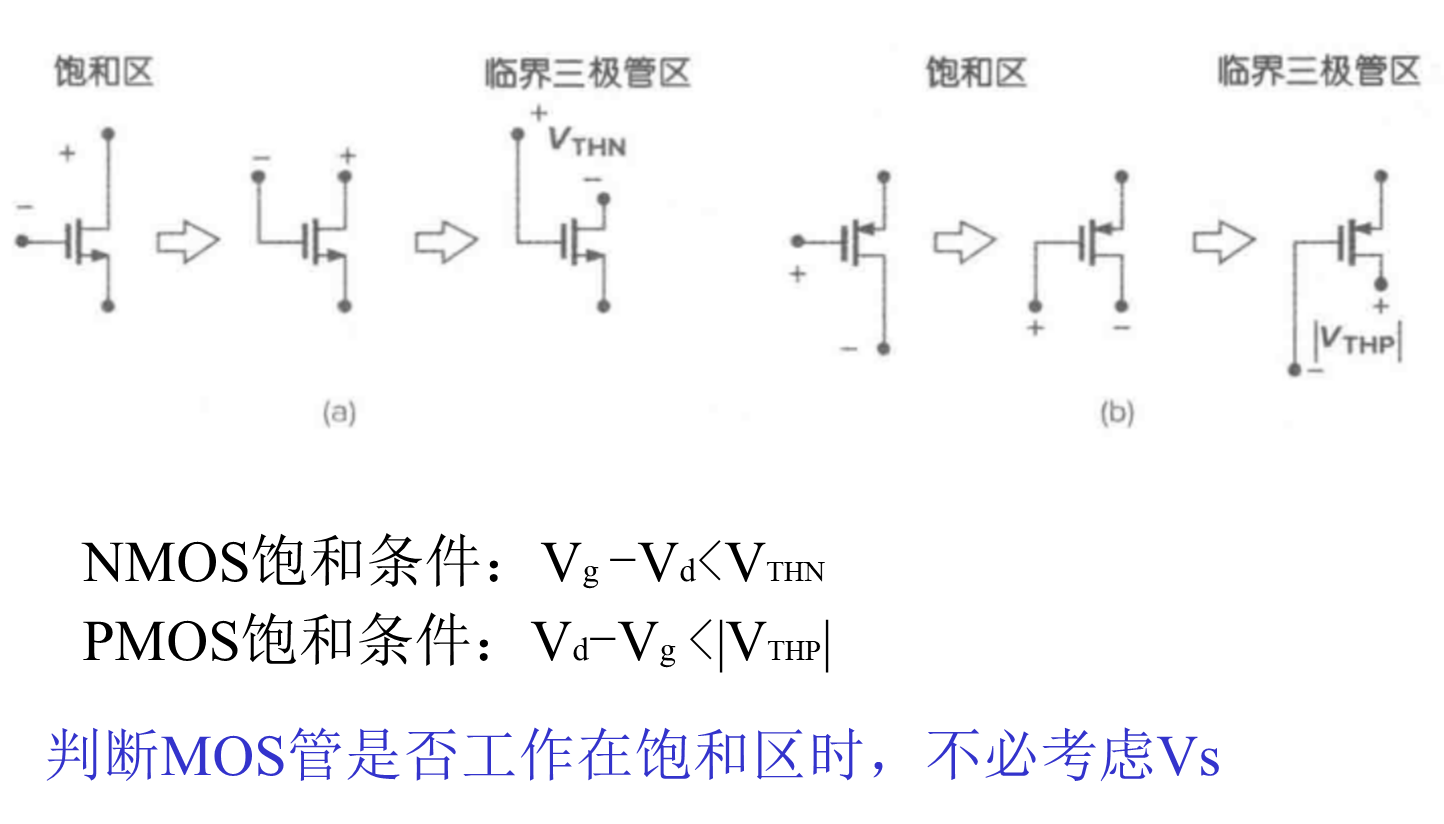 饱和区 临界三极管区 饱和区 临界三极管区
+ VTHN
− + − + −
+ − + − + |VTHP| −
(a) (b)
NMOS饱和条件：Vg −Vd<VTHN
PMOS饱和条件：Vd−Vg <|VTHP|
判断MOS管是否工作在饱和区时，不必考虑Vs